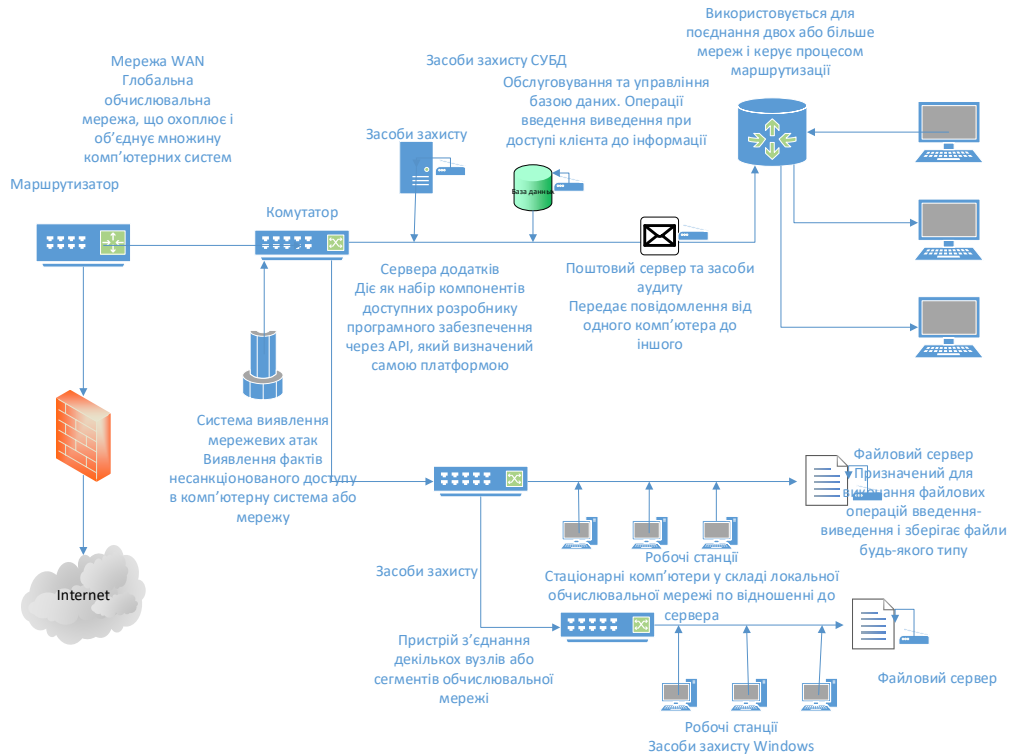 Використовується для
поєднання двох або більше
мереж і керує процесом
маршрутизації
Мережа WAN
Глобальна
обчислювальна
мережа, що охоплює і
об’єднує множину
комп’ютерних систем
Засоби захисту СУБД
Обслуговування та управління
базою даних. Операції
введення виведення при
доступі клієнта до інформації
Засоби захисту
Маршрутизатор
База данных
Комутатор
Сервера додатків
Діє як набір компонентів
доступних розробнику
програмного забезпечення
через API, який визначений
самою платформою
Поштовий сервер та засоби
аудиту
Передає повідомлення від
одного комп’ютера до
іншого
Система виявлення
мережевих атак
Виявлення фактів
несанкціонованого доступу
в комп’ютерну система або
мережу
Файловий сервер
Призначений для
виконання файлових
операцій введення-
виведення і зберігає файли
будь-якого типу
Робочі станції
Стаціонарні комп’ютери у складі локальної
обчислювальної мережі по відношенні до
сервера
Засоби захисту
Internet
Пристрій з’єднання
декількох вузлів або
сегментів обчислювальної
мережі
Файловий сервер
Робочі станції
Засоби захисту Windows